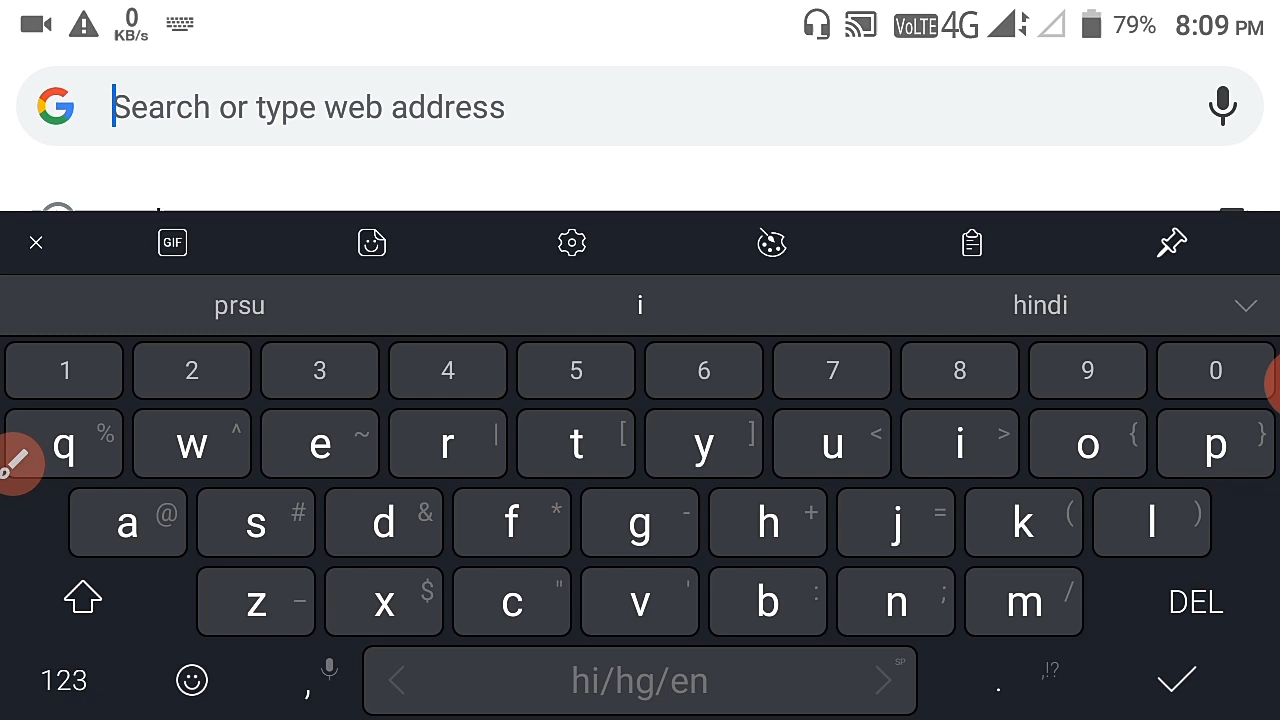 0 KB/s VoLTE 4G 79% 8:09 PM
Search or type web address
GIF
prsu i hindi
1 2 3 4 5 6 7 8 9 0
q % w ^ e ~ r | t [ y ] u < i > o { p }
a @ s # d & f * g - h + j = k ( l )
z _ x $ c " v ' b : n ; m / DEL
123 , hi/hg/en SP . ,!?